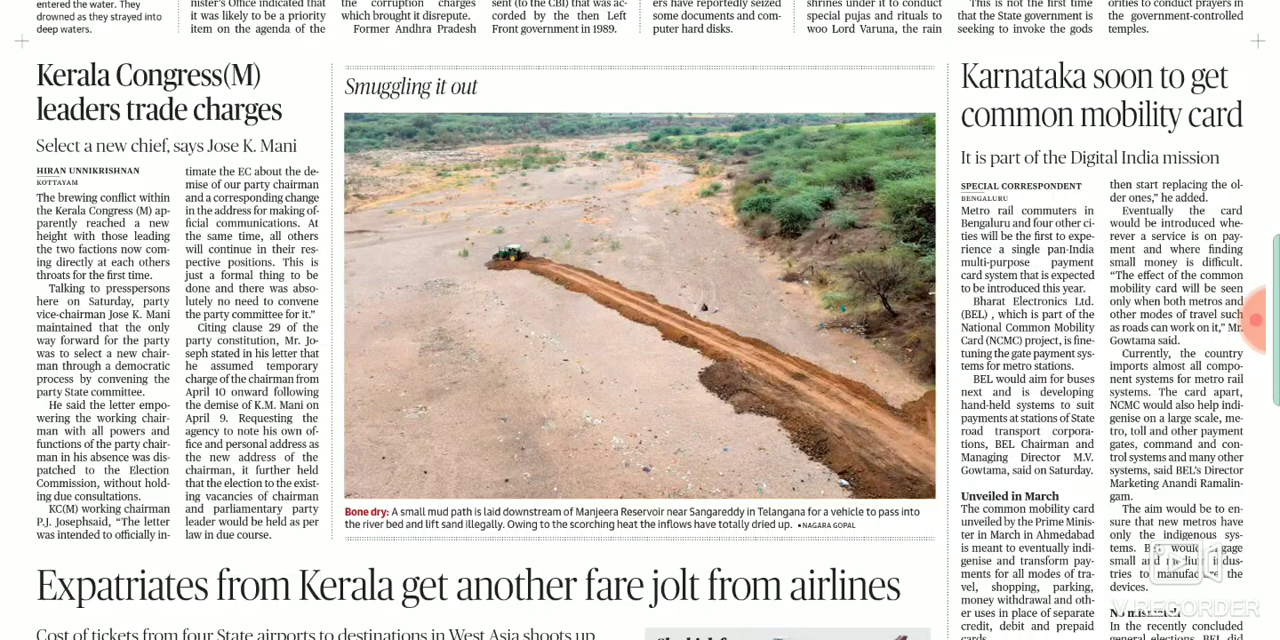 entered the water. They
drowned as they strayed into
deep waters.
nister's Office indicated that
it was likely to be a priority
item on the agenda of the
the corruption charges
which brought it disrepute.
Former Andhra Pradesh
sent (to the CBI) that was ac-
corded by the then Left
Front government in 1989.
ers have reportedly seized
some documents and com-
puter hard disks.
shrines under it to conduct
special pujas and rituals to
woo Lord Varuna, the rain
This is not the first time
that the State government is
seeking to invoke the gods
orities to conduct prayers in
the government-controlled
temples.
Kerala Congress(M)
leaders trade charges
Select a new chief, says Jose K. Mani
HIRAN UNNIKRISHNAN
KOTTAYAM
The brewing conflict within
the Kerala Congress (M) ap-
parently reached a new
height with those leading
the two factions now com-
ing directly at each others
throats for the first time.
Talking to presspersons
here on Saturday, party
vice-chairman Jose K. Mani
maintained that the only
way forward for the party
was to select a new chair-
man through a democratic
process by convening the
party State committee.
He said the letter empo-
wering the working chair-
man with all powers and
functions of the party chair-
man in his absence was dis-
patched to the Election
Commission, without hold-
ing due consultations.
KC(M) working chairman
P.J. Josephsaid, “The letter
was intended to officially in-
timate the EC about the de-
mise of our party chairman
and a corresponding change
in the address for making of-
ficial communications. At
the same time, all others
will continue in their res-
pective positions. This is
just a formal thing to be
done and there was abso-
lutely no need to convene
the party committee for it.”
Citing clause 29 of the
party constitution, Mr. Jo-
seph stated in his letter that
he assumed temporary
charge of the chairman from
April 10 onward following
the demise of K.M. Mani on
April 9. Requesting the
agency to note his own of-
fice and personal address as
the new address of the
chairman, it further held
that the election to the exist-
ing vacancies of chairman
and parliamentary party
leader would be held as per
law in due course.
Smuggling it out
Bone dry: A small mud path is laid downstream of Manjeera Reservoir near Sangareddy in Telangana for a vehicle to pass into
the river bed and lift sand illegally. Owing to the scorching heat the inflows have totally dried up. •NAGARA GOPAL
Karnataka soon to get
common mobility card
It is part of the Digital India mission
SPECIAL CORRESPONDENT
BENGALURU
Metro rail commuters in
Bengaluru and four other ci-
ties will be the first to expe-
rience a single pan-India
multi-purpose payment
card system that is expected
to be introduced this year.
Bharat Electronics Ltd.
(BEL) , which is part of the
National Common Mobility
Card (NCMC) project, is fine-
tuning the gate payment sys-
tems for metro stations.
BEL would aim for buses
next and is developing
hand-held systems to suit
payments at stations of State
road transport corpora-
tions, BEL Chairman and
Managing Director M.V.
Gowtama, said on Saturday.
Unveiled in March
The common mobility card
unveiled by the Prime Minis-
ter in March in Ahmedabad
is meant to eventually indi-
genise and transform pay-
ments for all modes of tra-
vel, shopping, parking,
money withdrawal and oth-
er uses in place of separate
credit, debit and prepaid
cards.
then start replacing the ol-
der ones,” he added.
Eventually the card
would be introduced whe-
rever a service is on pay-
ment and where finding
small money is difficult.
“The effect of the common
mobility card will be seen
only when both metros and
other modes of travel such
as roads can work on it,” Mr.
Gowtama said.
Currently, the country
imports almost all compo-
nent systems for metro rail
systems. The card apart,
NCMC would also help indi-
genise on a large scale, me-
tro, toll and other payment
gates, command and con-
trol systems and many other
systems, said BEL's Director
Marketing Anandi Ramalin-
gam.
The aim would be to en-
sure that new metros have
only the indigenous sys-
tems. would
small
tries to the
devices.
In the recently concluded
general elections, BEL did
Expatriates from Kerala get another fare jolt from airlines
Cost of tickets from four State airports to destinations in West Asia shoots up
V RECORDER